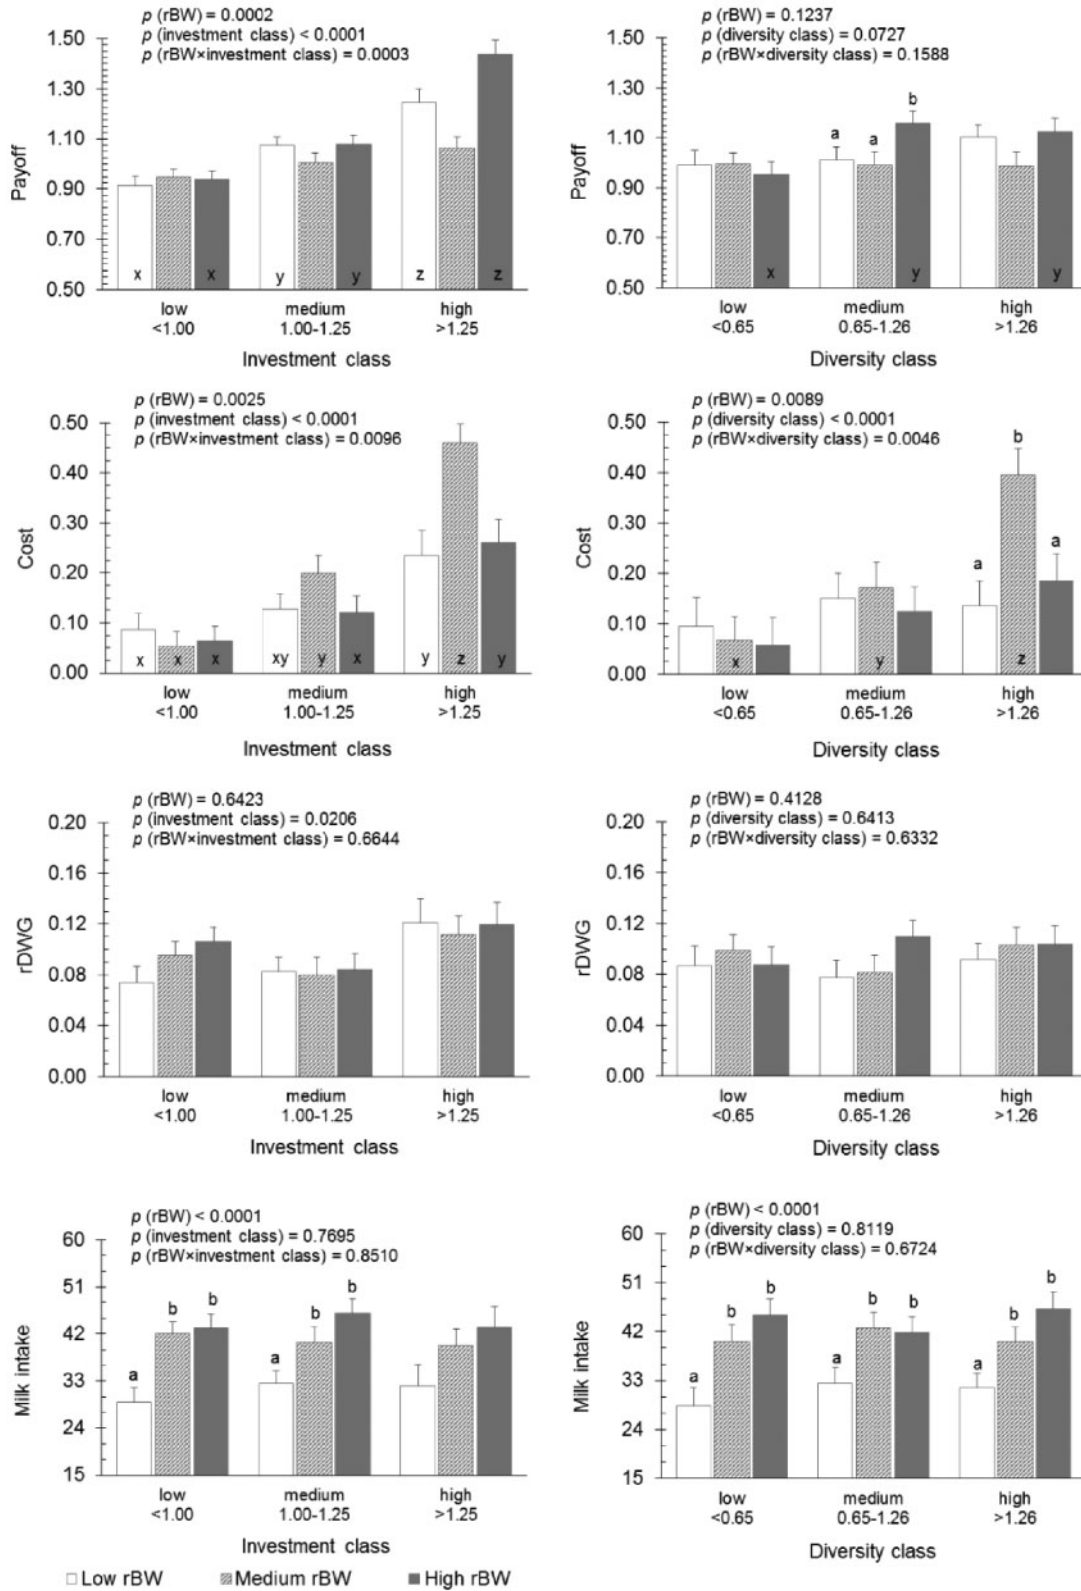 p (rBW) = 0.0002
p (investment class) < 0.0001
p (rBW×investment class) = 0.0003
1.50
1.30
1.10
0.90
0.70
0.50
Payoff
x
x
y
y
z
z
low
<1.00
medium
1.00-1.25
high
>1.25
Investment class
p (rBW) = 0.1237
p (diversity class) = 0.0727
p (rBW×diversity class) = 0.1588
1.50
1.30
1.10
0.90
0.70
0.50
Payoff
a
a
b
x
y
y
low
<0.65
medium
0.65-1.26
high
>1.26
Diversity class
p (rBW) = 0.0025
p (investment class) < 0.0001
p (rBW×investment class) = 0.0096
0.50
0.40
0.30
0.20
0.10
0.00
Cost
x
x
x
xy
y
x
y
z
y
low
<1.00
medium
1.00-1.25
high
>1.25
Investment class
p (rBW) = 0.0089
p (diversity class) < 0.0001
p (rBW×diversity class) = 0.0046
0.50
0.40
0.30
0.20
0.10
0.00
Cost
a
b
a
x
y
z
low
<0.65
medium
0.65-1.26
high
>1.26
Diversity class
p (rBW) = 0.6423
p (investment class) = 0.0206
p (rBW×investment class) = 0.6644
0.20
0.16
0.12
0.08
0.04
0.00
rDWG
low
<1.00
medium
1.00-1.25
high
>1.25
Investment class
p (rBW) = 0.4128
p (diversity class) = 0.6413
p (rBW×diversity class) = 0.6332
0.20
0.16
0.12
0.08
0.04
0.00
rDWG
low
<0.65
medium
0.65-1.26
high
>1.26
Diversity class
p (rBW) < 0.0001
p (investment class) = 0.7695
p (rBW×investment class) = 0.8510
60
51
42
33
24
15
Milk intake
a
b
b
a
b
b
low
<1.00
medium
1.00-1.25
high
>1.25
Investment class
p (rBW) < 0.0001
p (diversity class) = 0.8119
p (rBW×diversity class) = 0.6724
60
51
42
33
24
15
Milk intake
a
b
b
a
b
b
a
b
b
low
<0.65
medium
0.65-1.26
high
>1.26
Diversity class
Low rBW
Medium rBW
High rBW